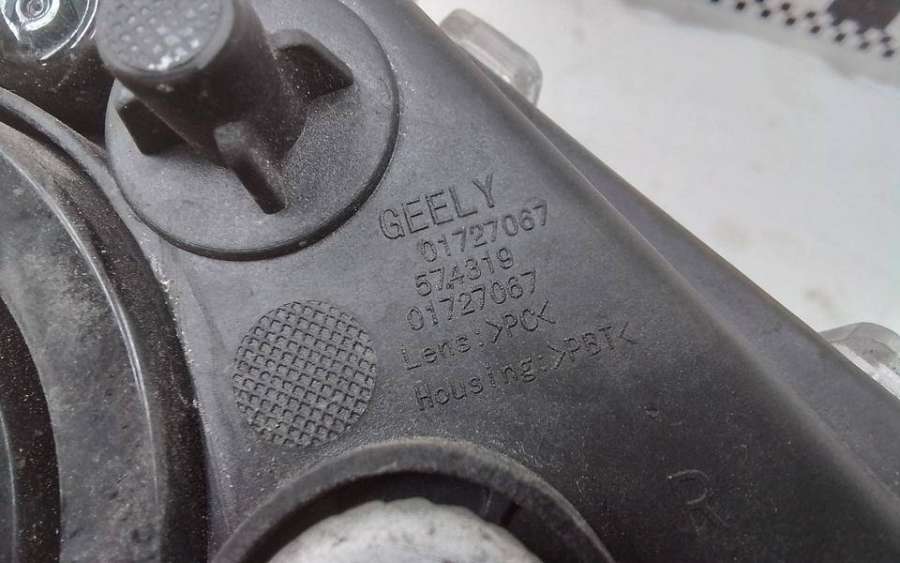 GEELY
01727067
574319
01727067
Lens:>PC<
Housing:>PBT<
R